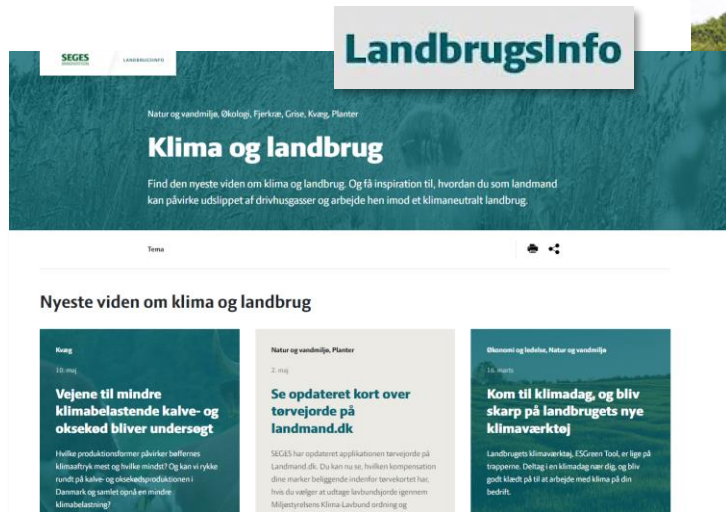 LandbrugsInfo
SEGES
INNOVATION
LANDBRUGSINFO
Natur og vandmiljø, Økologi, Fjerkræ, Grise, Kvæg, Planter
Klima og landbrug
Find den nyeste viden om klima og landbrug. Og få inspiration til, hvordan du som landmand
kan påvirke udslippet af drivhusgasser og arbejde hen imod et klimaneutralt landbrug.
Tema
Nyeste viden om klima og landbrug
Kvæg
10. maj
Vejene til mindre
klimabelastende kalve- og
oksekød bliver undersøgt
Hvilke produktionsformer påvirker bøffernes
klimaaftryk mest og hvilke mindst? Og kan vi rykke
rundt på kalve- og oksekødsproduktionen i
Danmark og samlet opnå en mindre
klimabelastning?
Natur og vandmiljø, Planter
2. maj
Se opdateret kort over
tørvejorde på
landmand.dk
SEGES har opdateret applikationen tørvejorde på
Landmand.dk. Du kan nu se, hvilken kompensation
dine marker beliggende indenfor tørvekortet har,
hvis du vælger at udtage lavbundsjorde igennem
Miljøstyrelsens Klima-Lavbund ordning og
Økonomi og ledelse, Natur og vandmiljø
16. marts
Kom til klimadag, og bliv
skarp på landbrugets nye
klimaværktøj
Landbrugets klimaværktøj, ESGreen Tool, er lige på
trapperne. Deltag i en klimadag nær dig, og bliv
godt klædt på til at arbejde med klima på din
bedrift.